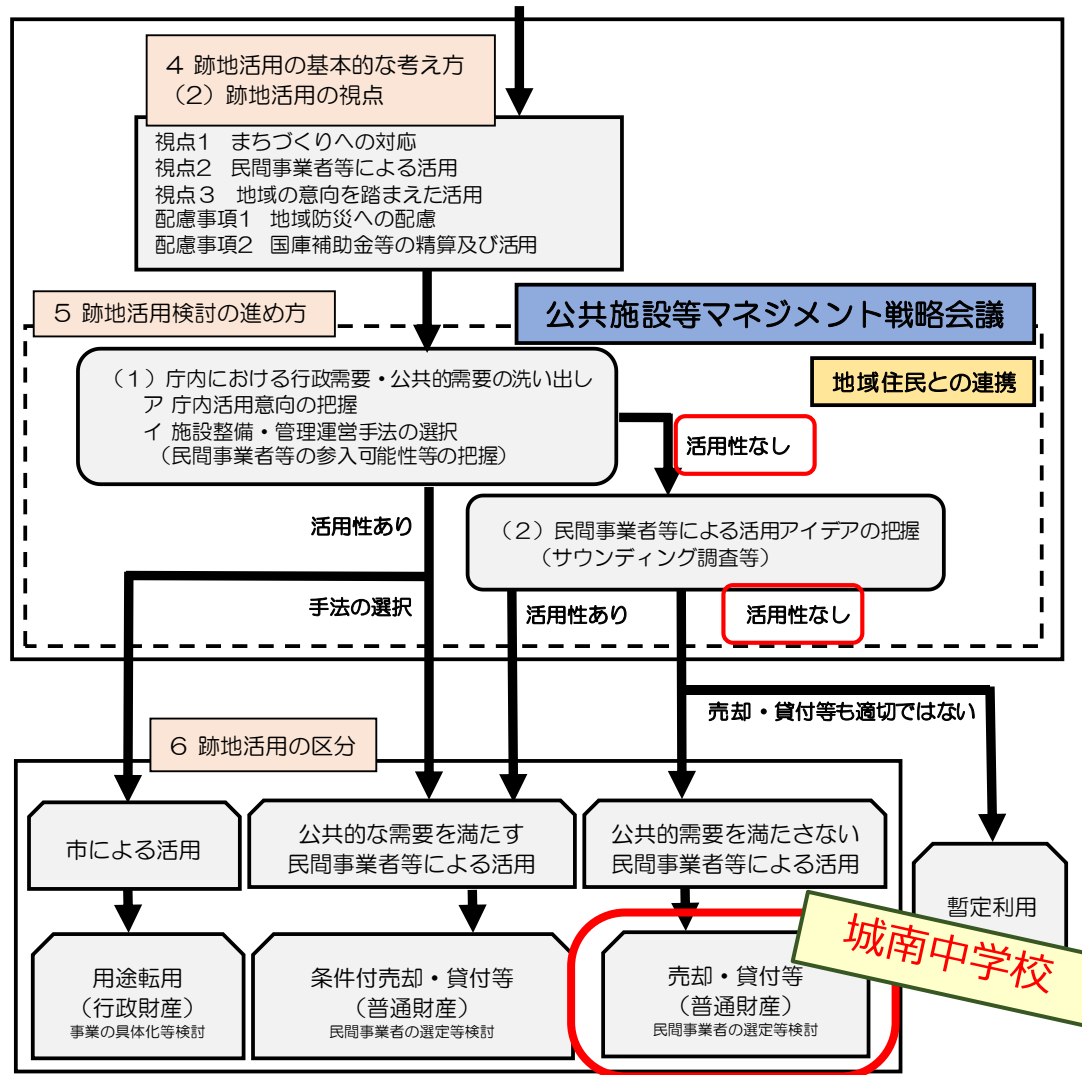 4 跡地活用の基本的な考え方
(2)跡地活用の視点
視点1 まちづくりへの対応
視点2 民間事業者等による活用
視点3 地域の意向を踏まえた活用
配慮事項1 地域防災への配慮
配慮事項2 国庫補助金等の精算及び活用
5 跡地活用検討の進め方
公共施設等マネジメント戦略会議
地域住民との連携
(1)庁内における行政需要・公共的需要の洗い出し
ア 庁内活用意向の把握
イ 施設整備・管理運営手法の選択
(民間事業者等の参入可能性等の把握)
活用性なし
活用性あり
(2)民間事業者等による活用アイデアの把握
(サウンディング調査等)
手法の選択
活用性あり
活用性なし
売却・貸付等も適切ではない
6 跡地活用の区分
市による活用
公共的な需要を満たす
民間事業者等による活用
公共的需要を満たさない
民間事業者等による活用
暫定利用
城南中学校
用途転用
(行政財産)
事業の具体化等検討
条件付売却・貸付等
(普通財産)
民間事業者の選定等検討
売却・貸付等
(普通財産)
民間事業者の選定等検討